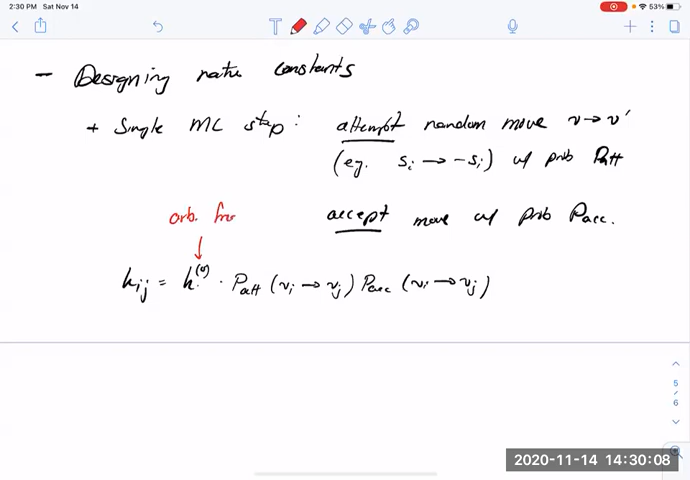 2:30 PM Sat Nov 14
53%
- Designing rate constants
+ Single MC step: attempt random move ν → ν'
(eg. Si → -Si) w/ prob Patt
accept move w/ prob Pacc.
arb.
kij = k(0) · Patt (νi → νj) Pacc (νi → νj)
5
6
2020-11-14 14:30:08